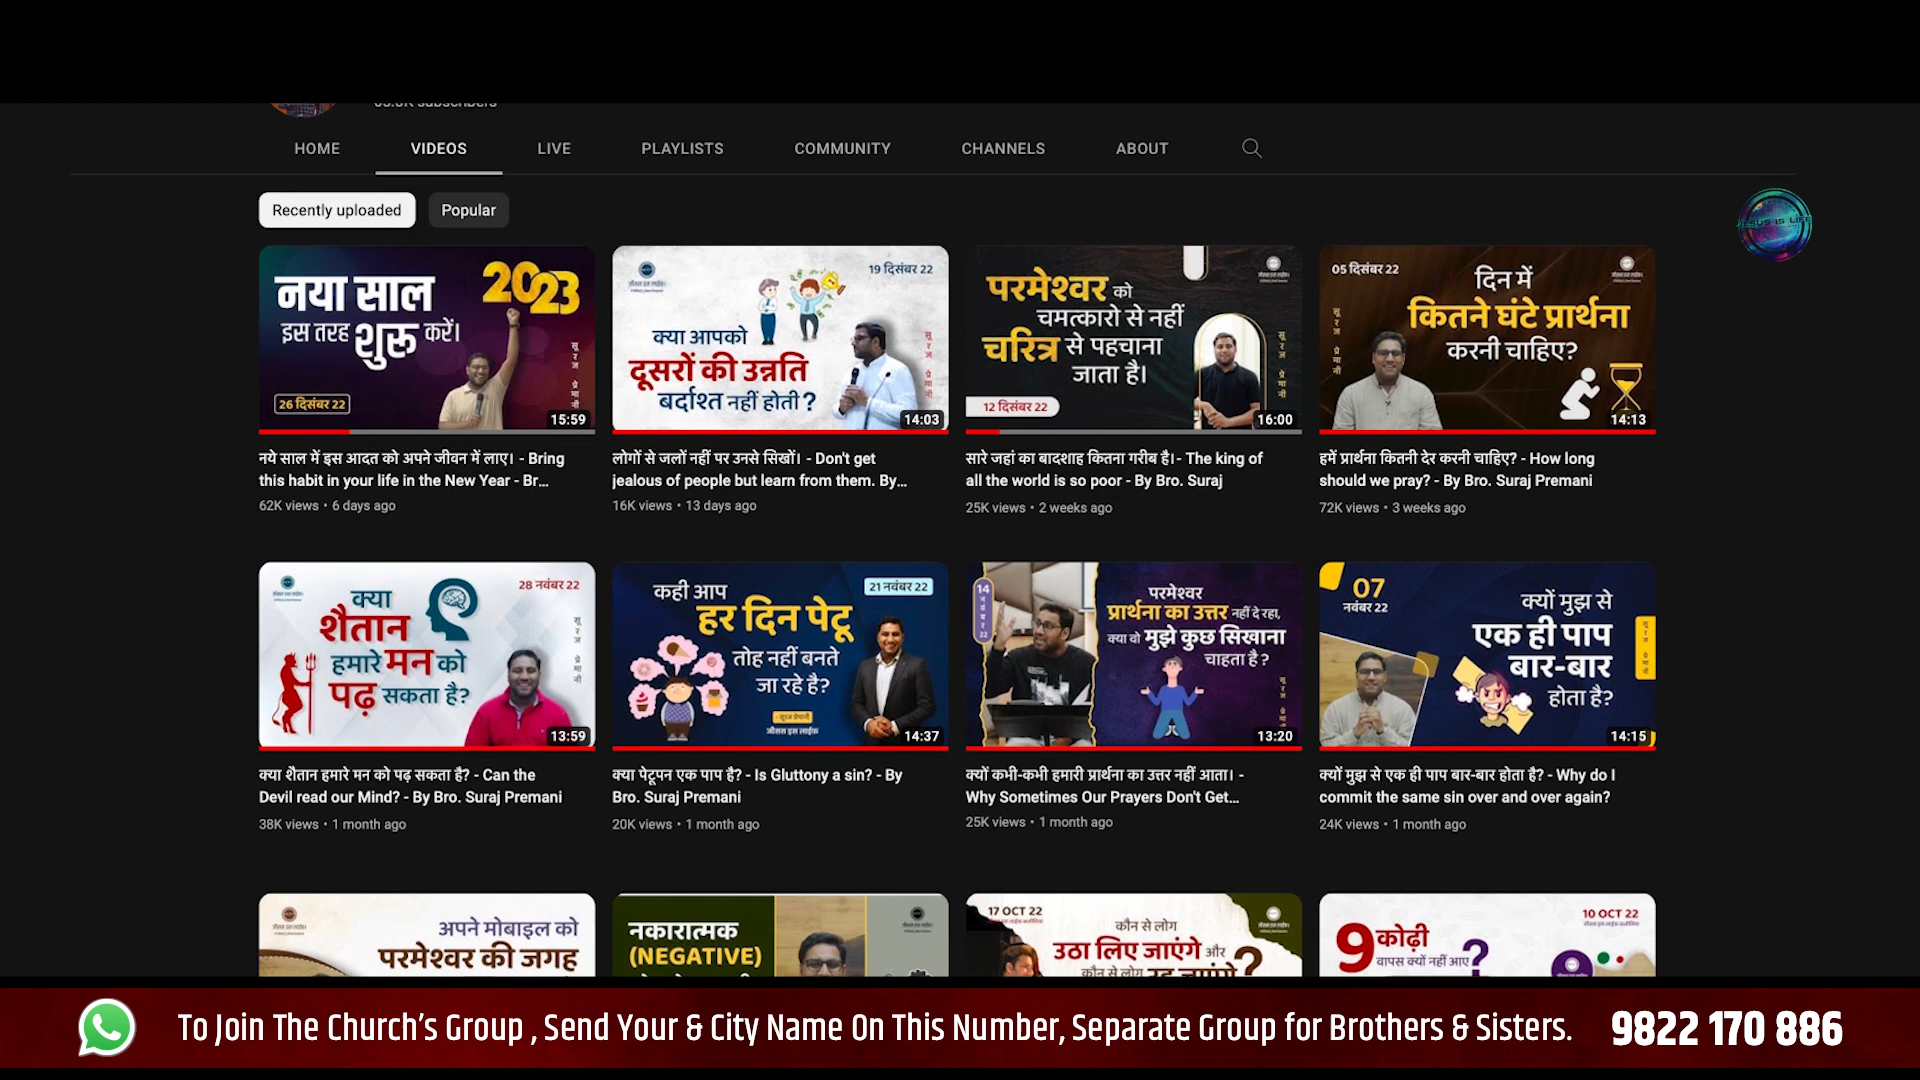 HOME VIDEOS LIVE PLAYLISTS COMMUNITY CHANNELS ABOUT
Recently uploaded Popular
JESUS IS LIFE
नया साल 2023
इस तरह शुरू करें।
26 दिसंबर 22
15:59
नये साल में इस आदत को अपने जीवन में लाए। - Bring
this habit in your life in the New Year - Br...
62K views • 6 days ago
19 दिसंबर 22
क्या आपको
दूसरों की उन्नति
बर्दाश्त नहीं होती?
14:03
लोगों से जलों नहीं पर उनसे सिखों। - Don't get
jealous of people but learn from them. By...
16K views • 13 days ago
परमेश्वर को
चमत्कारो से नहीं
चरित्र से पहचाना
जाता है।
12 दिसंबर 22
16:00
सारे जहां का बादशाह कितना गरीब है।- The king of
all the world is so poor - By Bro. Suraj
25K views • 2 weeks ago
05 दिसंबर 22
दिन में
कितने घंटे प्रार्थना
करनी चाहिए?
14:13
हमें प्रार्थना कितनी देर करनी चाहिए? - How long
should we pray? - By Bro. Suraj Premani
72K views • 3 weeks ago
28 नवंबर 22
क्या
शैतान
हमारे मन को
पढ़ सकता है?
13:59
क्या शैतान हमारे मन को पढ़ सकता है? - Can the
Devil read our Mind? - By Bro. Suraj Premani
38K views • 1 month ago
21 नवंबर 22
कही आप
हर दिन पेटू
तोह नहीं बनते
जा रहे है?
- सूरज प्रेमानी
जीसस इस लाईफ
14:37
क्या पेटूपन एक पाप है? - Is Gluttony a sin? - By
Bro. Suraj Premani
20K views • 1 month ago
14 नवंबर 22
परमेश्वर
प्रार्थना का उत्तर नहीं दे रहा,
क्या वो मुझे कुछ सिखाना
चाहता है?
13:20
क्यों कभी-कभी हमारी प्रार्थना का उत्तर नहीं आता। -
Why Sometimes Our Prayers Don't Get...
25K views • 1 month ago
07
नवंबर 22
क्यों मुझ से
एक ही पाप
बार-बार
होता है?
14:15
क्यों मुझ से एक ही पाप बार-बार होता है? - Why do I
commit the same sin over and over again?
24K views • 1 month ago
अपने मोबाइल को
परमेश्वर की जगह
नकारात्मक
(NEGATIVE)
17 OCT 22
कौन से लोग
उठा लिए जाएंगे और
कौन से लोग रह जाएंगे?
10 OCT 22
9 कोढ़ी
वापस क्यों नहीं आए?
To Join The Church's Group , Send Your & City Name On This Number, Separate Group for Brothers & Sisters. 9822 170 886